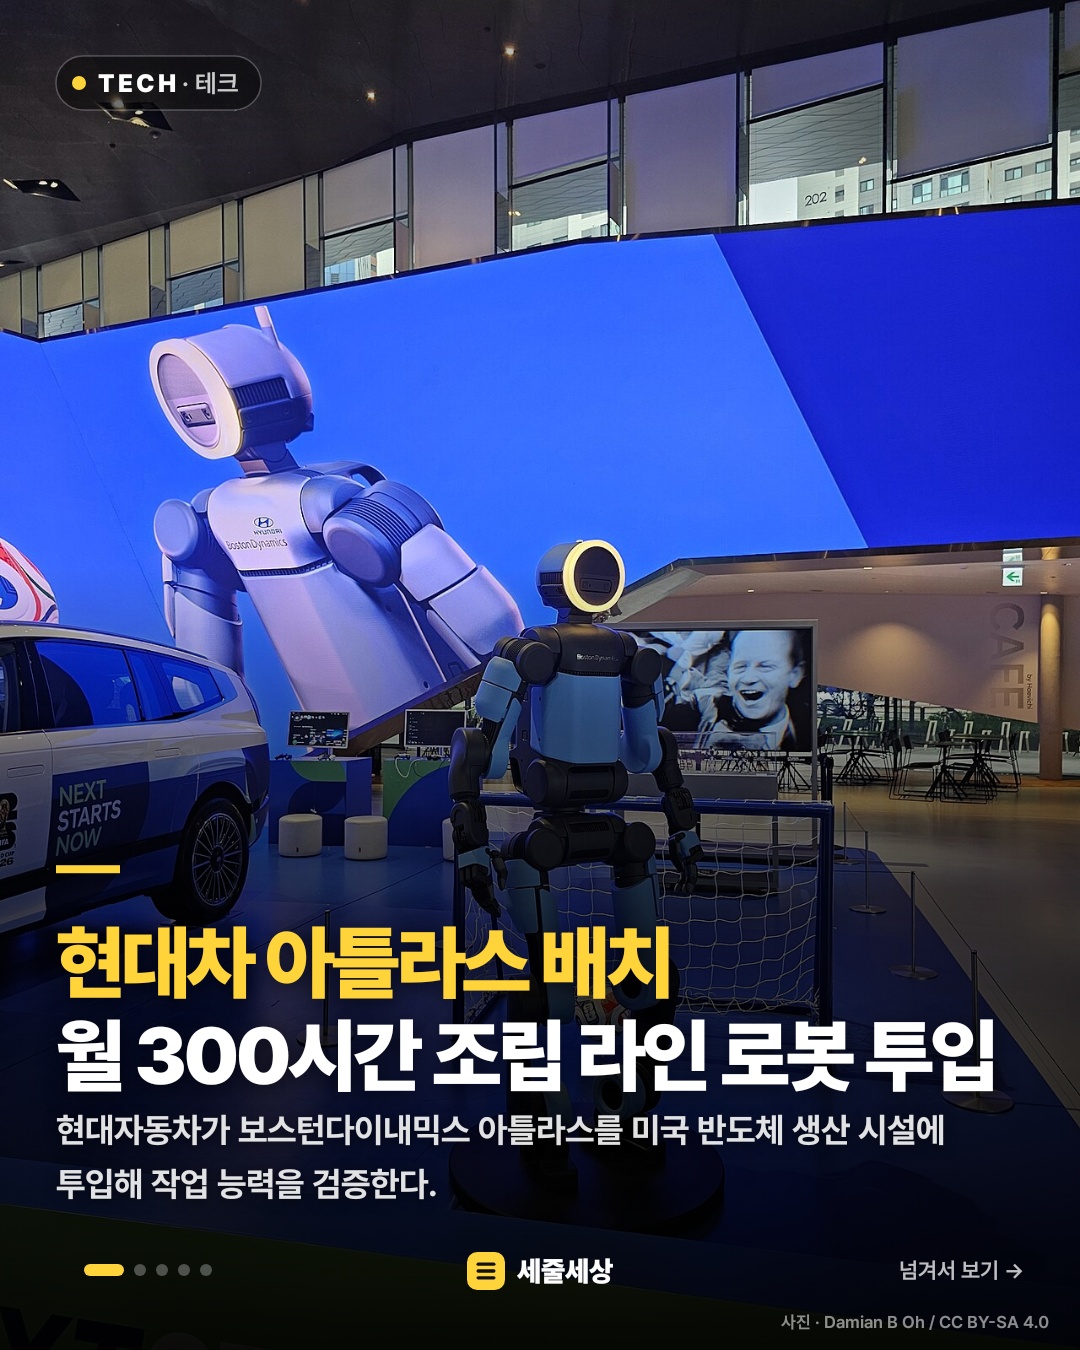 TECH · 테크
202
HYUNDAI
BostonDynamics
Boston Dynamics
CAFE
by Haevichi
NEXT
STARTS
NOW
26
현대차 아틀라스 배치
월 300시간 조립 라인 로봇 투입
현대자동차가 보스턴다이내믹스 아틀라스를 미국 반도체 생산 시설에
투입해 작업 능력을 검증한다.
세줄세상
넘겨서 보기 →
사진 · Damian B Oh / CC BY-SA 4.0